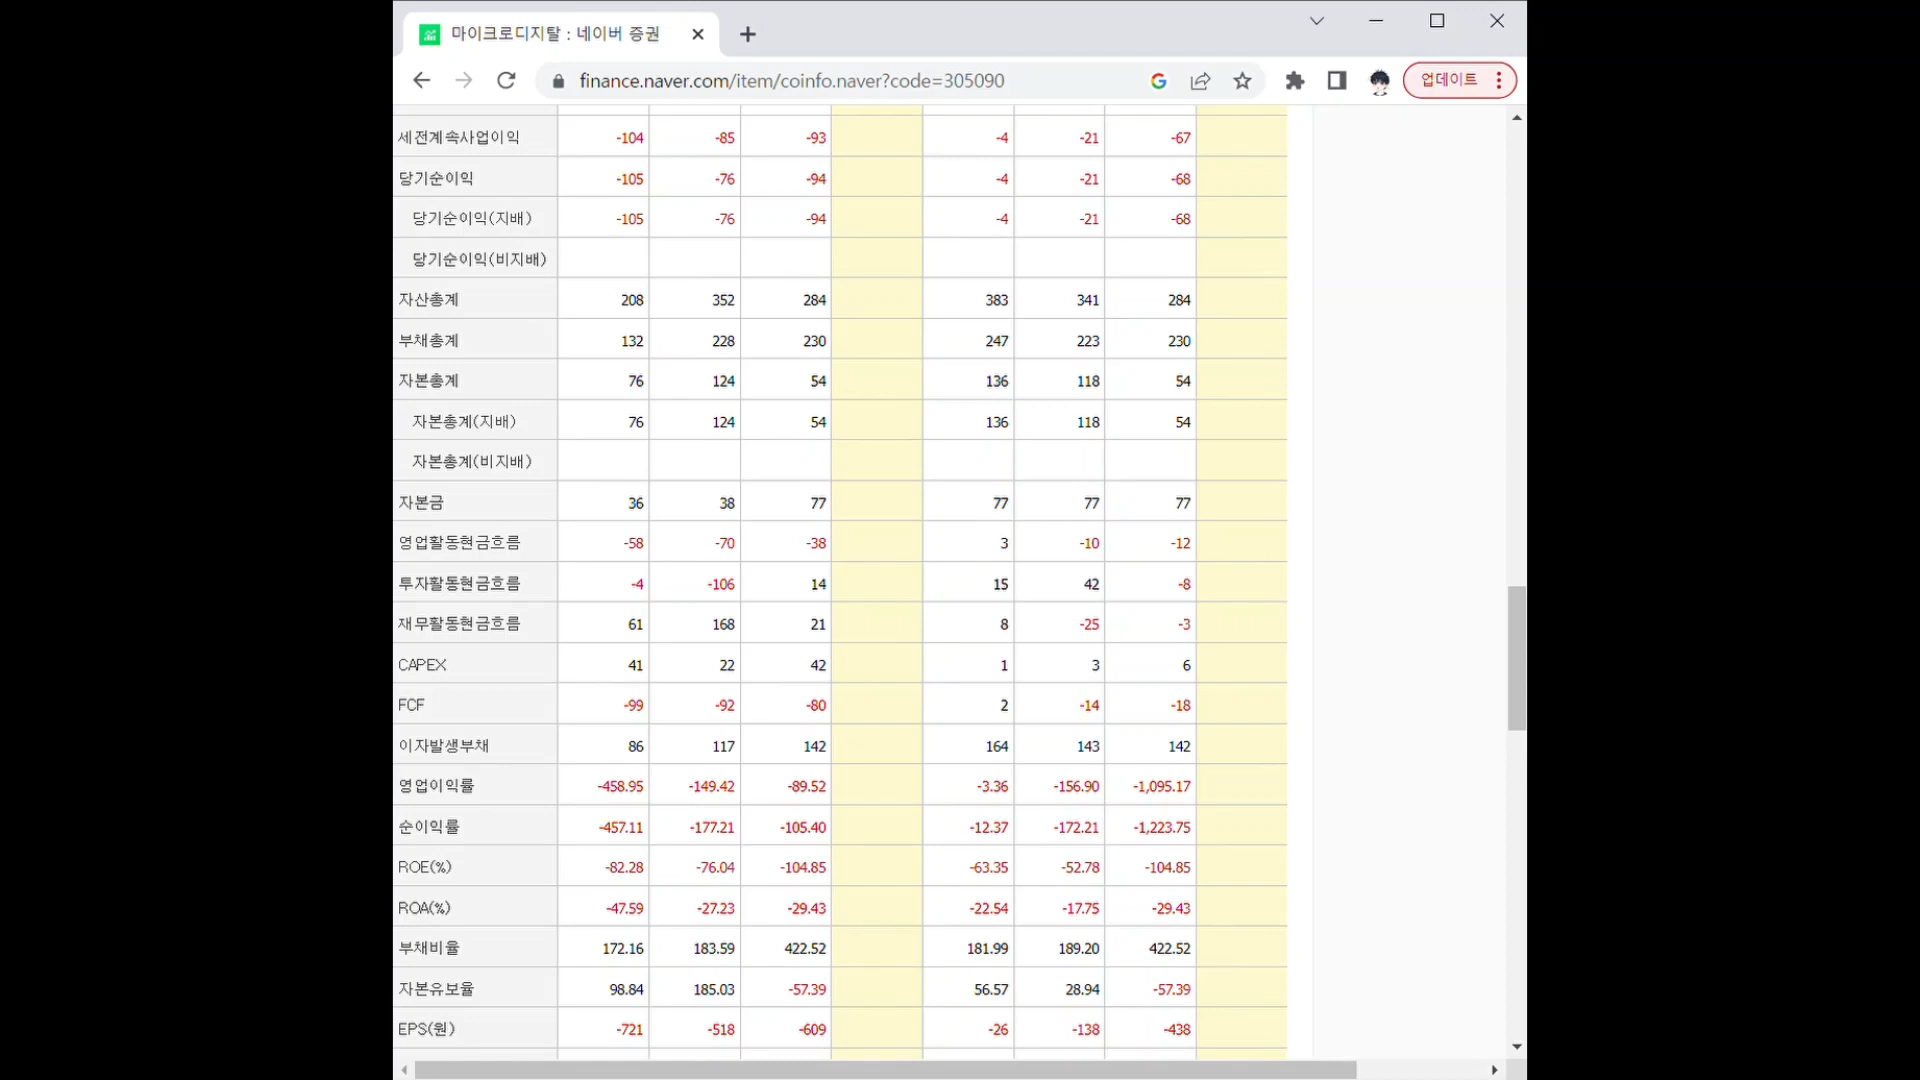 마이크로디지탈 : 네이버 증권
finance.naver.com/item/coinfo.naver?code=305090
업데이트
세전계속사업이익 -104 -85 -93 -4 -21 -67
당기순이익 -105 -76 -94 -4 -21 -68
당기순이익(지배) -105 -76 -94 -4 -21 -68
당기순이익(비지배)
자산총계 208 352 284 383 341 284
부채총계 132 228 230 247 223 230
자본총계 76 124 54 136 118 54
자본총계(지배) 76 124 54 136 118 54
자본총계(비지배)
자본금 36 38 77 77 77 77
영업활동현금흐름 -58 -70 -38 3 -10 -12
투자활동현금흐름 -4 -106 14 15 42 -8
재무활동현금흐름 61 168 21 8 -25 -3
CAPEX 41 22 42 1 3 6
FCF -99 -92 -80 2 -14 -18
이자발생부채 86 117 142 164 143 142
영업이익률 -458.95 -149.42 -89.52 -3.36 -156.90 -1,095.17
순이익률 -457.11 -177.21 -105.40 -12.37 -172.21 -1,223.75
ROE(%) -82.28 -76.04 -104.85 -63.35 -52.78 -104.85
ROA(%) -47.59 -27.23 -29.43 -22.54 -17.75 -29.43
부채비율 172.16 183.59 422.52 181.99 189.20 422.52
자본유보율 98.84 185.03 -57.39 56.57 28.94 -57.39
EPS(원) -721 -518 -609 -26 -138 -438